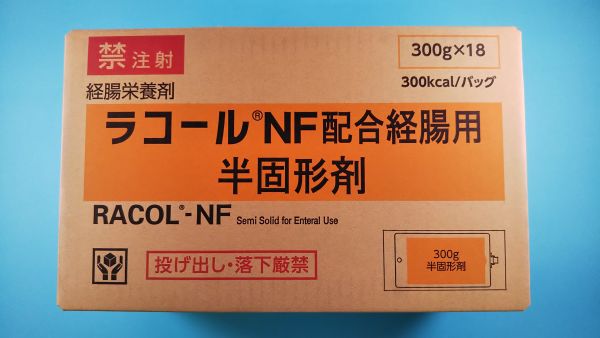 禁注射
300g×18
経腸栄養剤
300kcal/バッグ
ラコール®NF配合経腸用
半固形剤
RACOL®-NF Semi Solid for Enteral Use
投げ出し・落下厳禁
300g
半固形剤